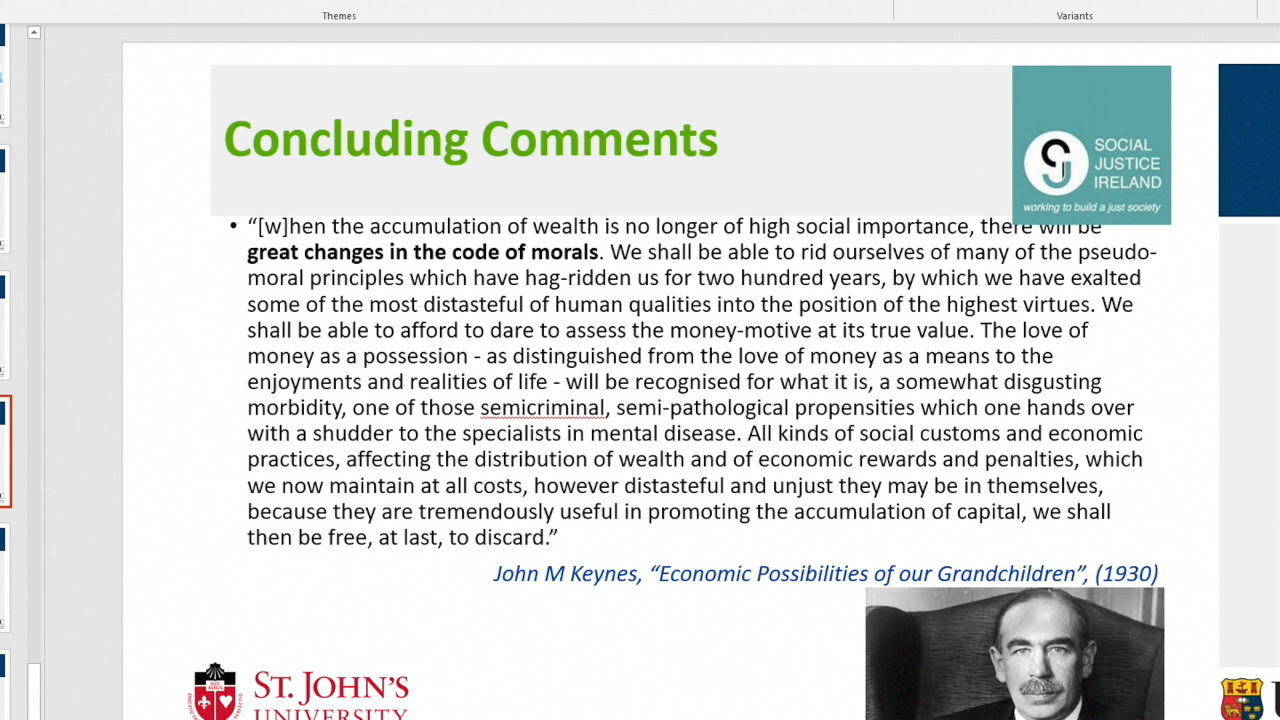 Themes
Variants
Concluding Comments
SOCIAL
JUSTICE
IRELAND
working to build a just society
• “[w]hen the accumulation of wealth is no longer of high social importance, there will be
great changes in the code of morals. We shall be able to rid ourselves of many of the pseudo-
moral principles which have hag-ridden us for two hundred years, by which we have exalted
some of the most distasteful of human qualities into the position of the highest virtues. We
shall be able to afford to dare to assess the money-motive at its true value. The love of
money as a possession - as distinguished from the love of money as a means to the
enjoyments and realities of life - will be recognised for what it is, a somewhat disgusting
morbidity, one of those semicriminal, semi-pathological propensities which one hands over
with a shudder to the specialists in mental disease. All kinds of social customs and economic
practices, affecting the distribution of wealth and of economic rewards and penalties, which
we now maintain at all costs, however distasteful and unjust they may be in themselves,
because they are tremendously useful in promoting the accumulation of capital, we shall
then be free, at last, to discard.”
John M Keynes, “Economic Possibilities of our Grandchildren”, (1930)
ST. JOHN'S
UNIVERSITY